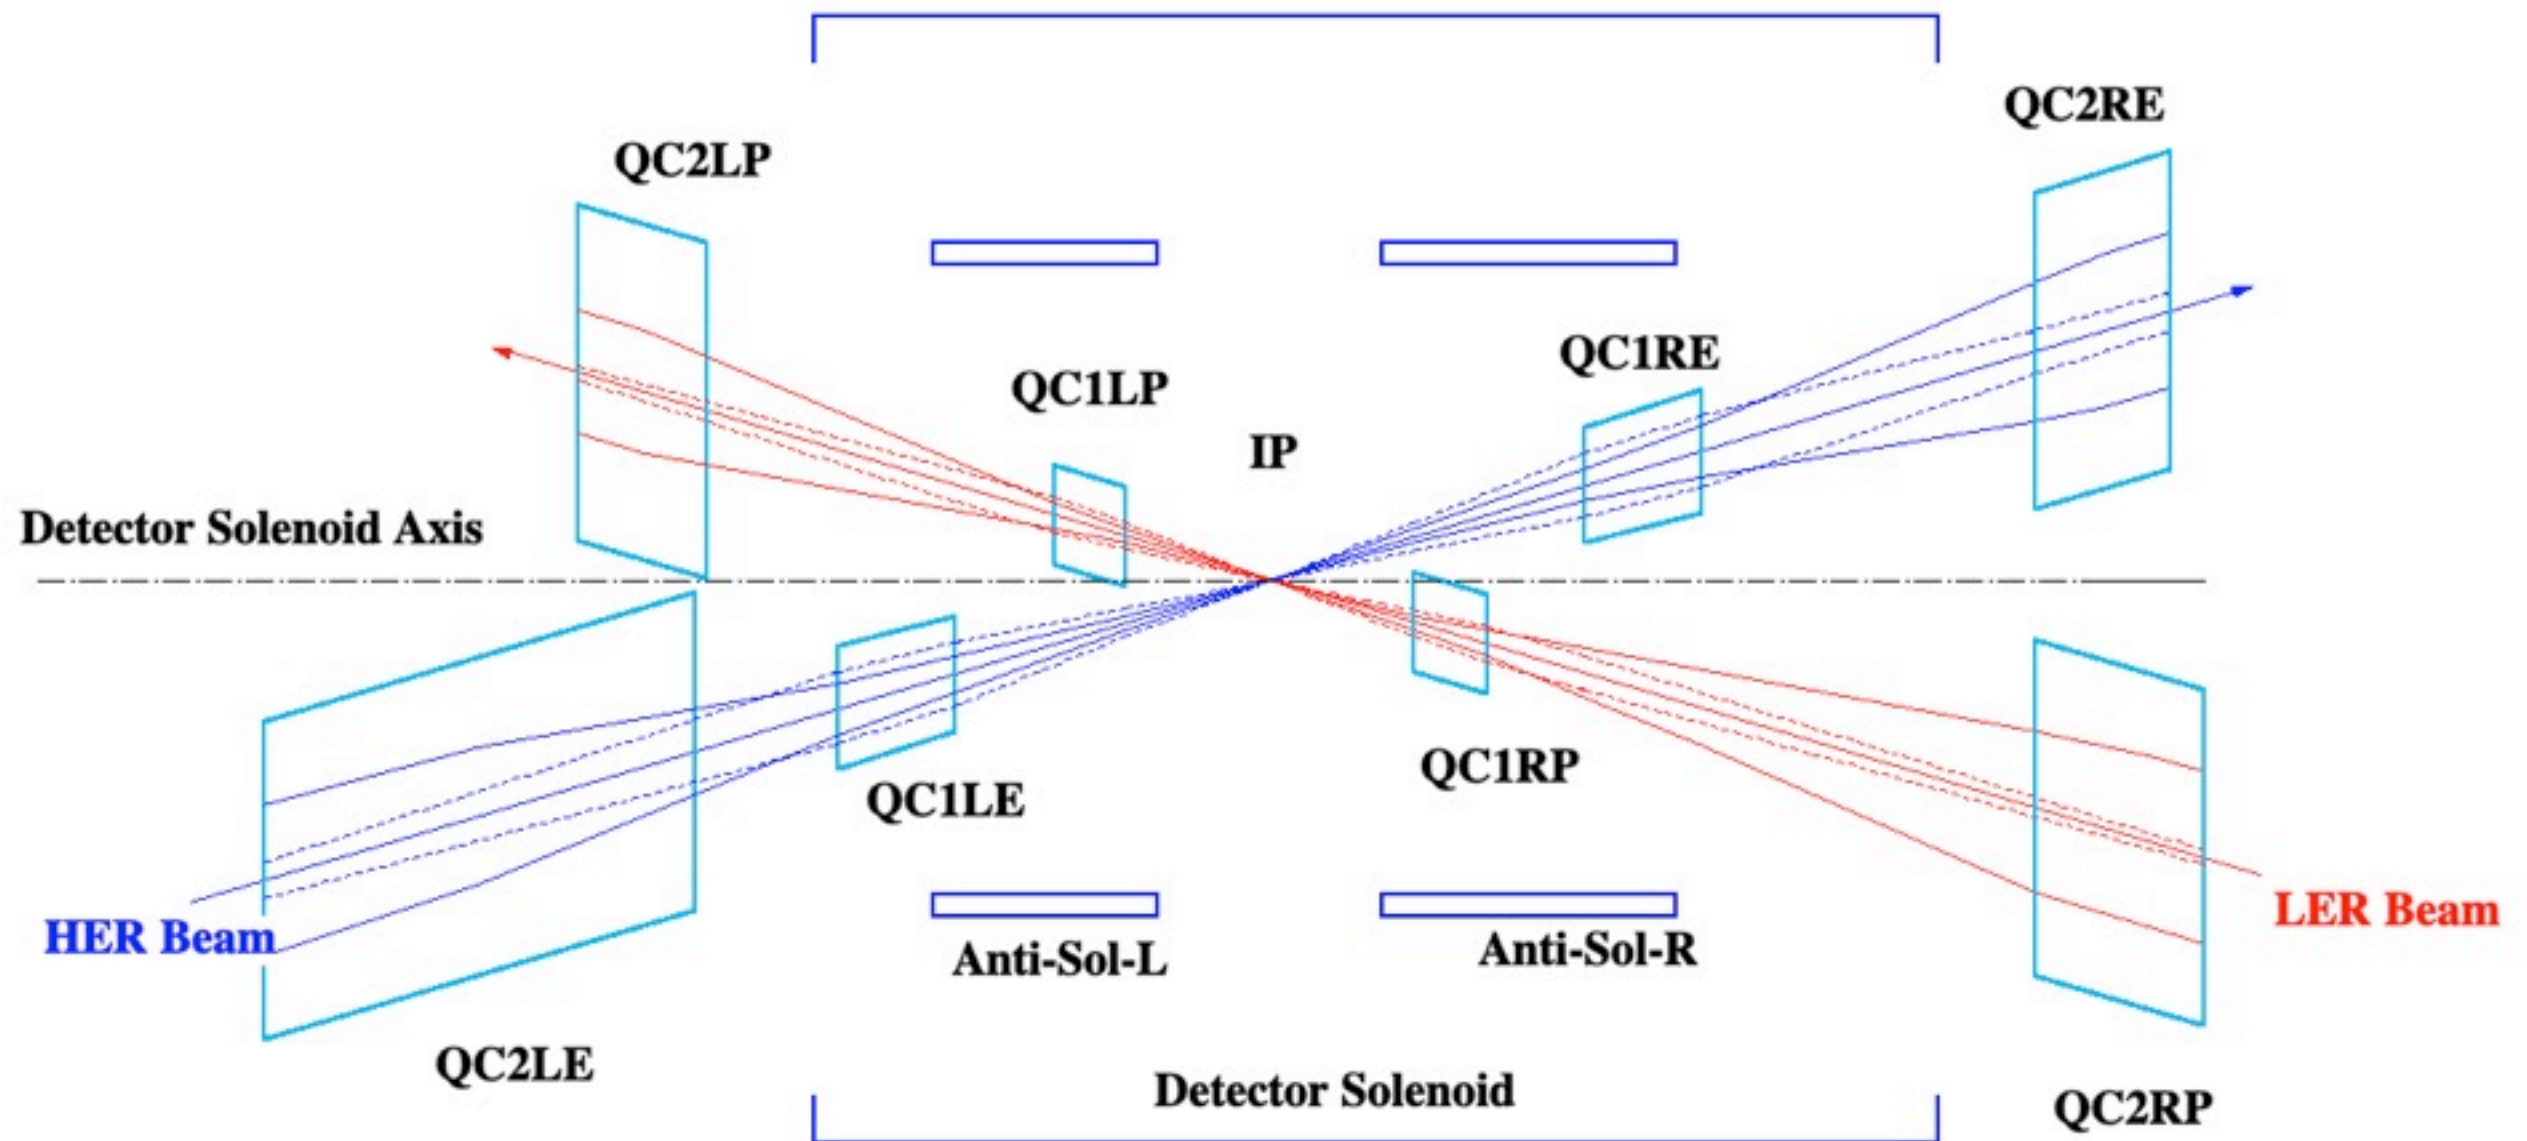 QC2RE
QC2LP
QC1RE
QC1LP
IP
Detector Solenoid Axis
QC1RP
QC1LE
HER Beam
LER Beam
Anti-Sol-L
Anti-Sol-R
QC2LE
Detector Solenoid
QC2RP